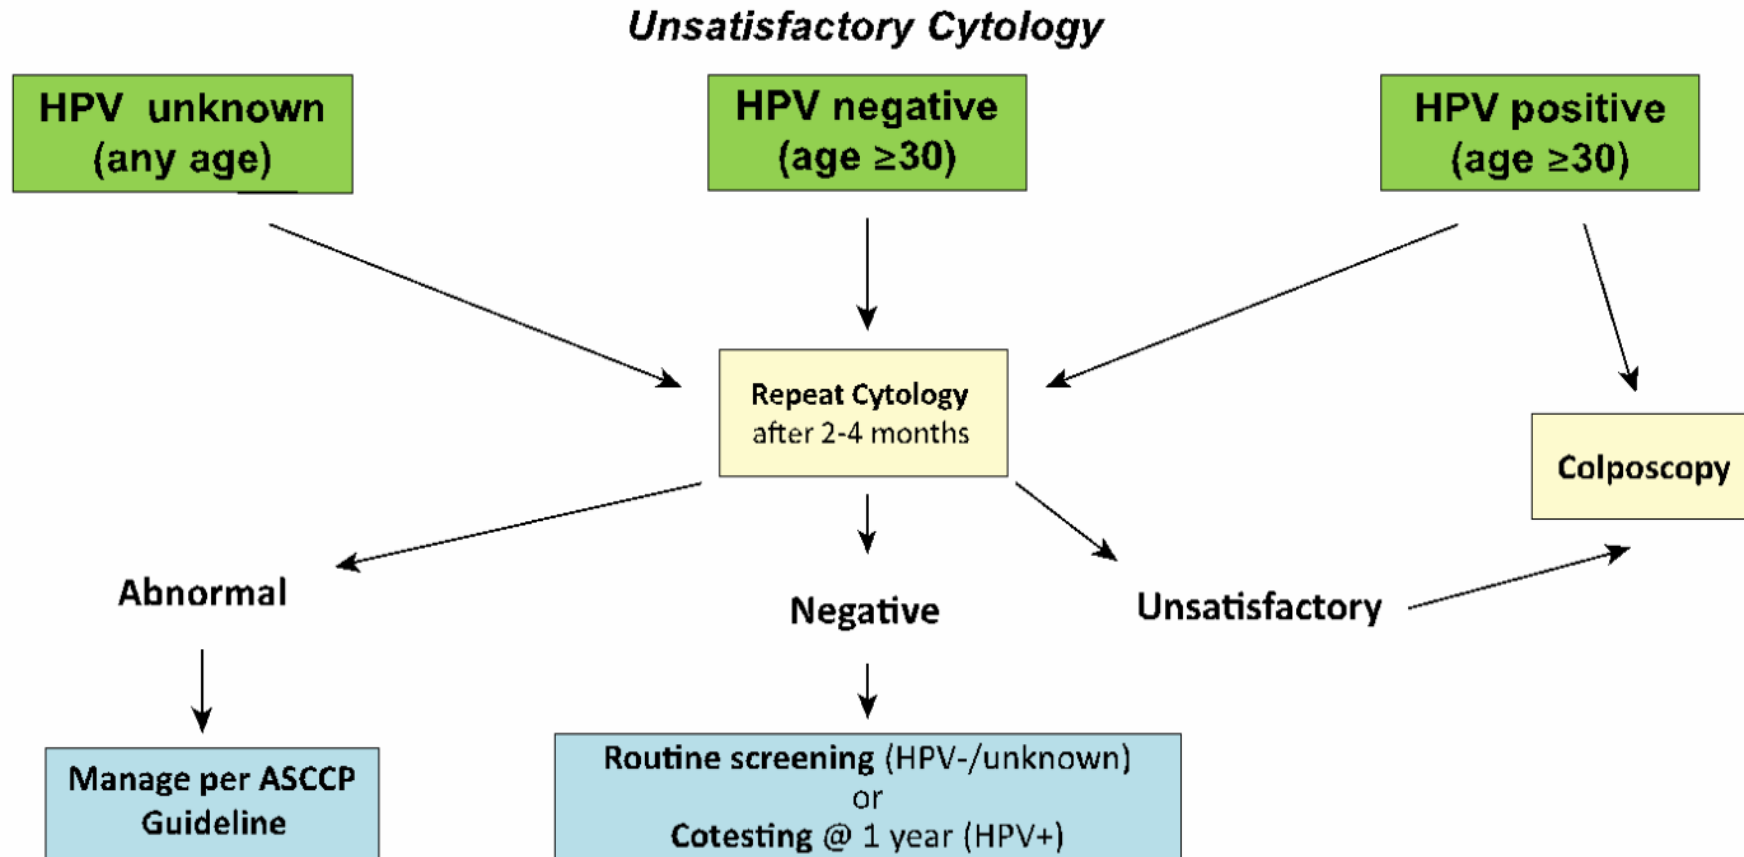 Unsatisfactory Cytology
HPV unknown
(any age)
HPV negative
(age ≥30)
HPV positive
(age ≥30)
Repeat Cytology
after 2-4 months
Colposcopy
Abnormal
Negative
Unsatisfactory
Manage per ASCCP
Guideline
Routine screening (HPV-/unknown)
or
Cotesting @ 1 year (HPV+)